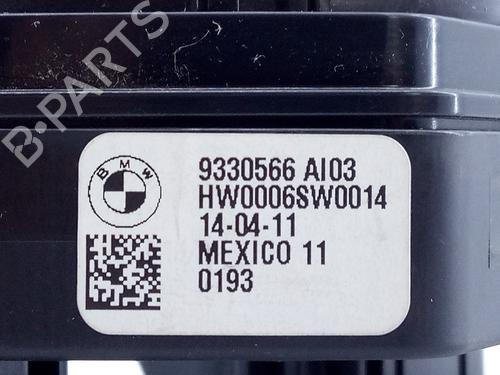 B-PARTS
BMW
9330566 AI03
HW0006SW0014
14-04-11
MEXICO 11
0193